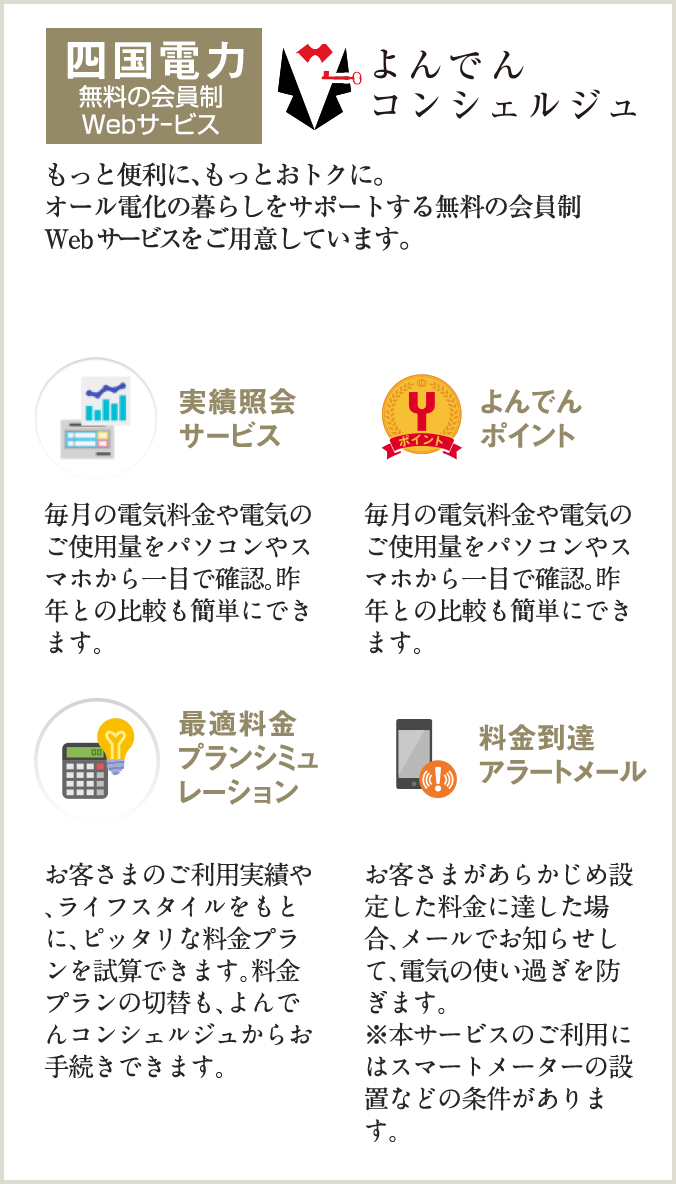 四国電力
無料の会員制
Webサービス
よんでん
コンシェルジュ
もっと便利に、もっとおトクに。
オール電化の暮らしをサポートする無料の会員制
Webサービスをご用意しています。
実績照会
サービス
毎月の電気料金や電気の
ご使用量をパソコンやス
マホから一目で確認。昨
年との比較も簡単にでき
ます。
Y
ポイント
よんでん
ポイント
毎月の電気料金や電気の
ご使用量をパソコンやス
マホから一目で確認。昨
年との比較も簡単にでき
ます。
00
最適料金
プランシミュ
レーション
お客さまのご利用実績や
、ライフスタイルをもと
に、ピッタリな料金プラ
ンを試算できます。料金
プランの切替も、よんで
んコンシェルジュからお
手続きできます。
料金到達
アラートメール
お客さまがあらかじめ設
定した料金に達した場
合、メールでお知らせし
て、電気の使い過ぎを防
ぎます。
※本サービスのご利用に
はスマートメーターの設
置などの条件がありま
す。